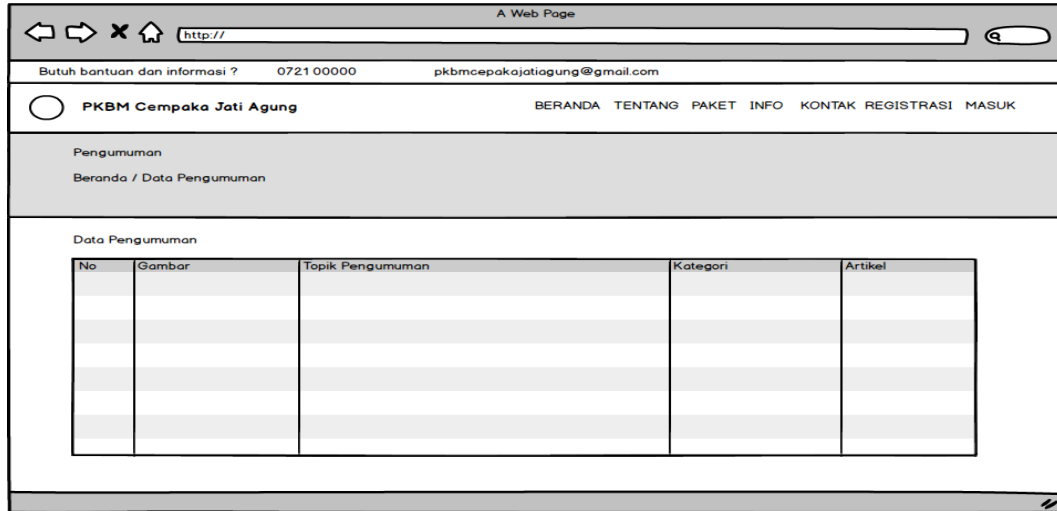 A Web Page
http://
Butuh bantuan dan informasi ? 0721 00000 pkbmcepakajatiagung@gmail.com
PKBM Cempaka Jati Agung BERANDA TENTANG PAKET INFO KONTAK REGISTRASI MASUK
Pengumuman
Beranda / Data Pengumuman
Data Pengumuman
No Gambar Topik Pengumuman Kategori Artikel